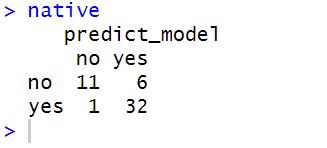 > native
predict_model
no yes
no 11 6
yes 1 32
>